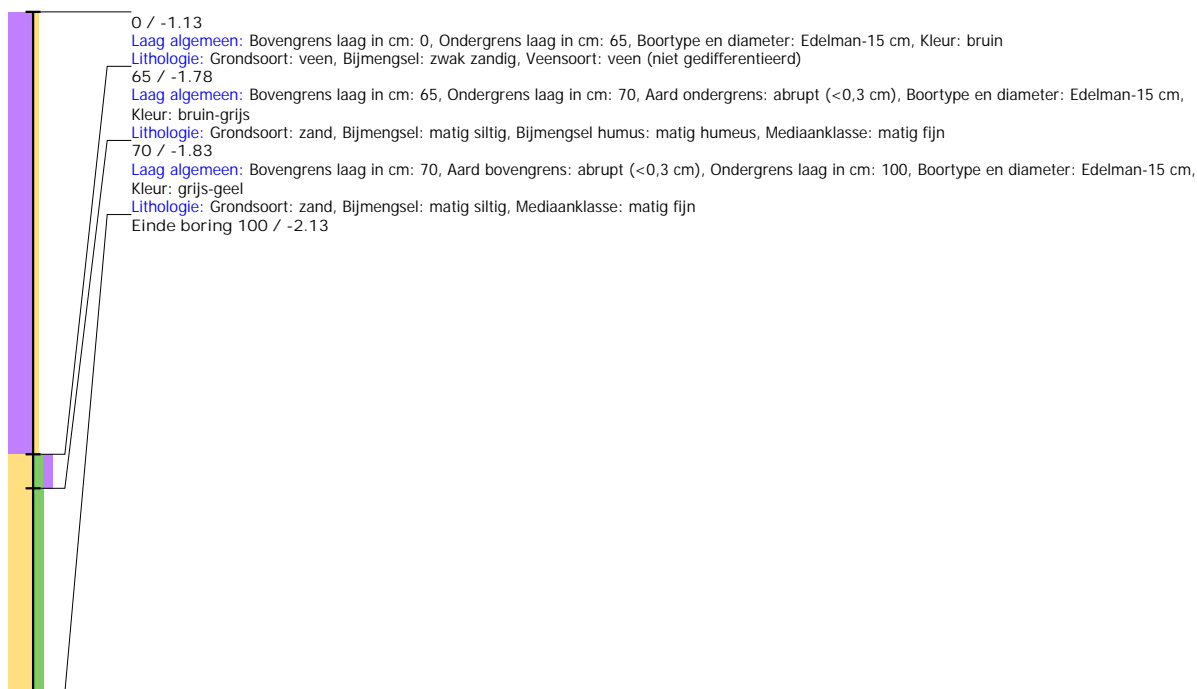 0 / -1.13
Laag algemeen: Bovengrens laag in cm: 0, Ondergrens laag in cm: 65, Boortype en diameter: Edelman-15 cm, Kleur: bruin
Lithologie: Grondsoort: veen, Bijmengsel: zwak zandig, Veensoort: veen (niet gedifferentieerd)
65 / -1.78
Laag algemeen: Bovengrens laag in cm: 65, Ondergrens laag in cm: 70, Aard ondergrens: abrupt (<0,3 cm), Boortype en diameter: Edelman-15 cm,
Kleur: bruin-grijs
Lithologie: Grondsoort: zand, Bijmengsel: matig siltig, Bijmengsel humus: matig humeus, Mediaanklasse: matig fijn
70 / -1.83
Laag algemeen: Bovengrens laag in cm: 70, Aard bovengrens: abrupt (<0,3 cm), Ondergrens laag in cm: 100, Boortype en diameter: Edelman-15 cm,
Kleur: grijs-geel
Lithologie: Grondsoort: zand, Bijmengsel: matig siltig, Mediaanklasse: matig fijn
Einde boring 100 / -2.13